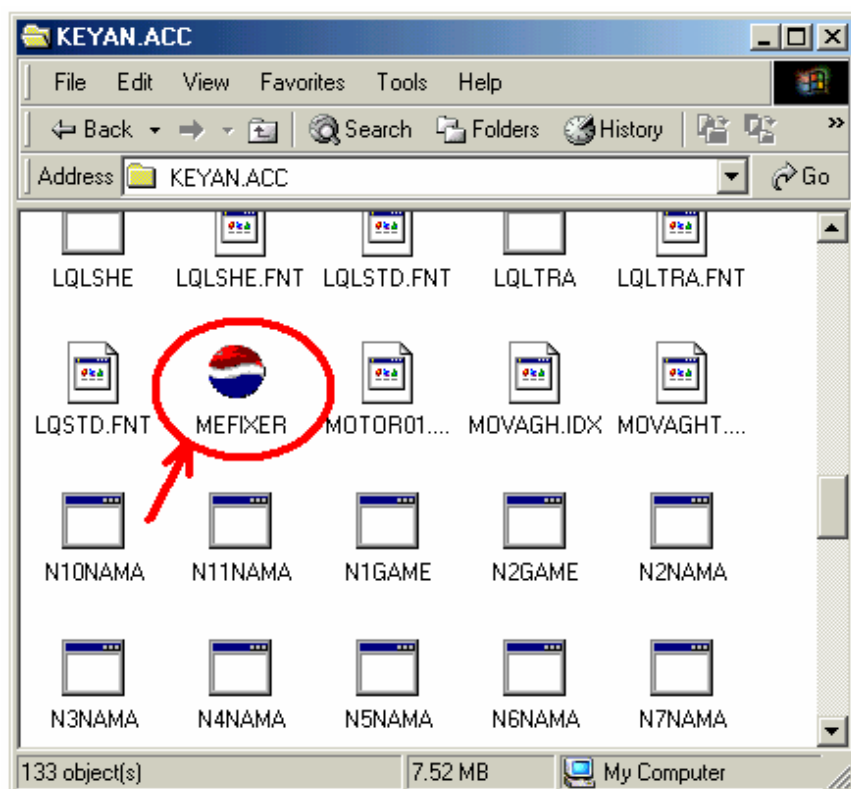 KEYAN.ACC
File Edit View Favorites Tools Help
Back Search Folders History »
Address KEYAN.ACC Go
LQLSHE LQLSHE.FNT LQLSTD.FNT LQLTRA LQLTRA.FNT
LQSTD.FNT MEFIXER MOTOR01.... MOVAGH.IDX MOVAGHT....
N10NAMA N11NAMA N1GAME N2GAME N2NAMA
N3NAMA N4NAMA N5NAMA N6NAMA N7NAMA
133 object(s) 7.52 MB My Computer